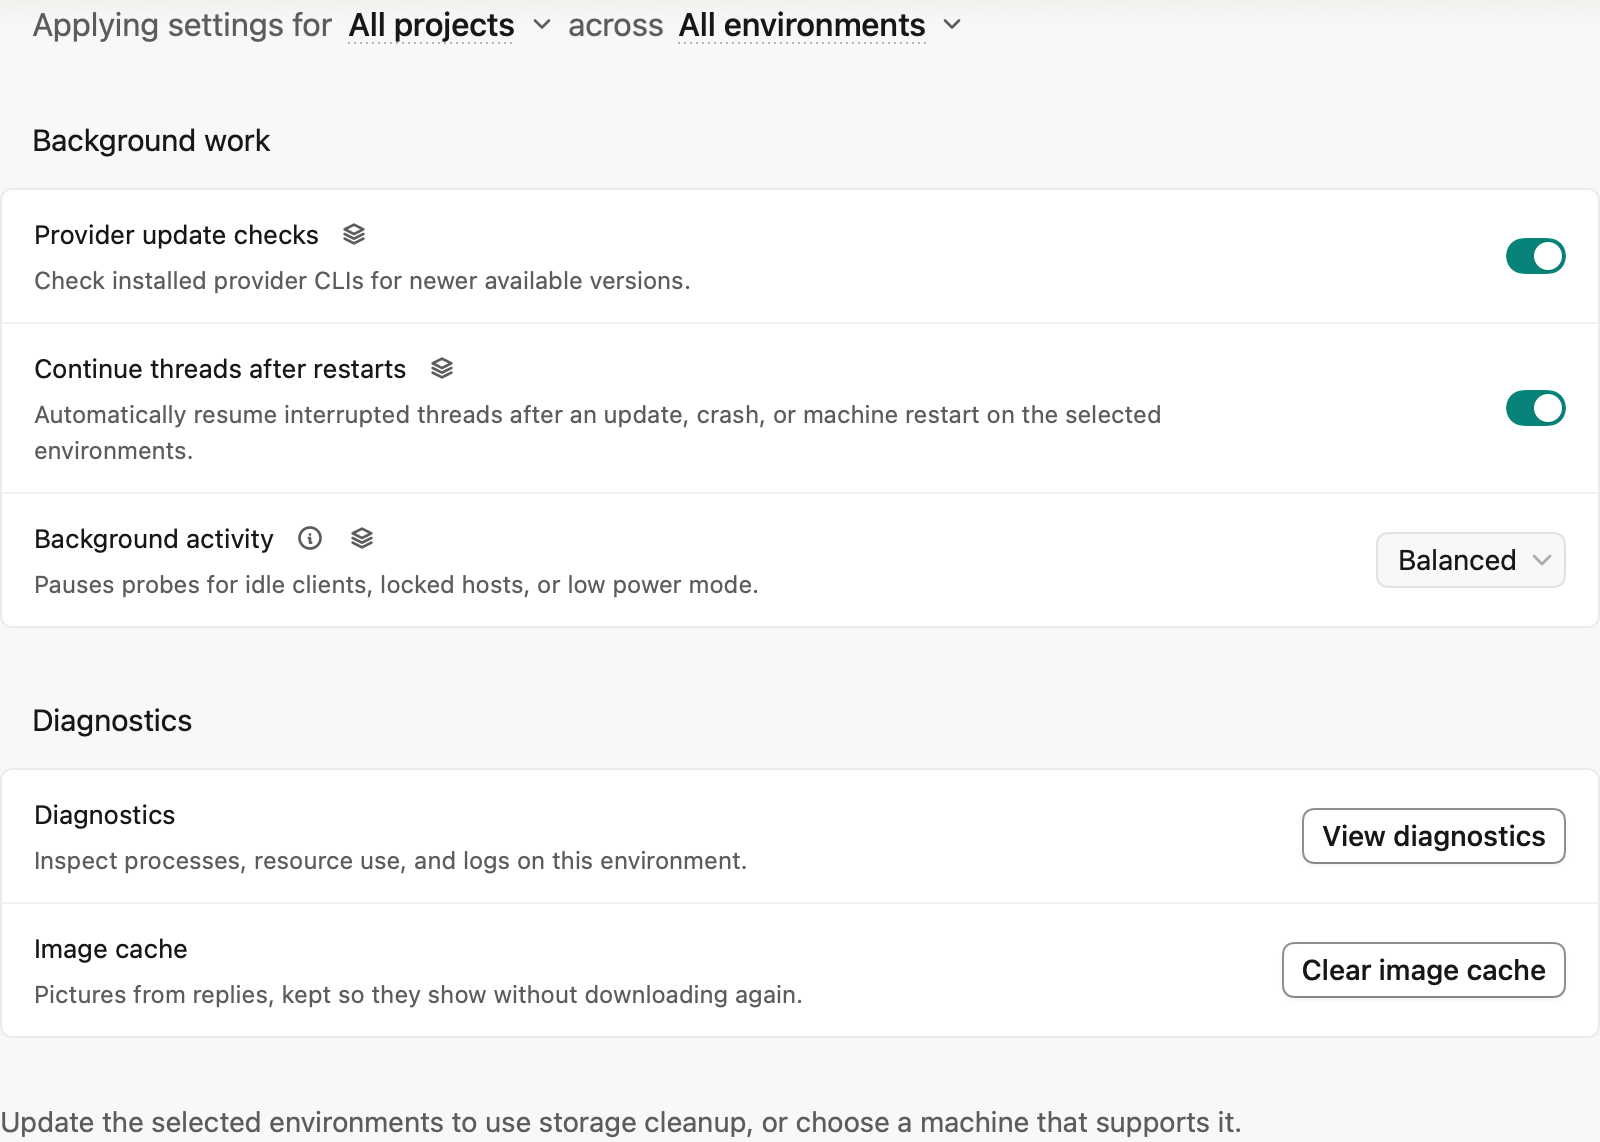 Applying settings for All projects across All environments
Background work
Provider update checks
Check installed provider CLIs for newer available versions.
Continue threads after restarts
Automatically resume interrupted threads after an update, crash, or machine restart on the selected
environments.
Background activity
Balanced
Pauses probes for idle clients, locked hosts, or low power mode.
Diagnostics
Diagnostics
View diagnostics
Inspect processes, resource use, and logs on this environment.
Image cache
Clear image cache
Pictures from replies, kept so they show without downloading again.
Update the selected environments to use storage cleanup, or choose a machine that supports it.